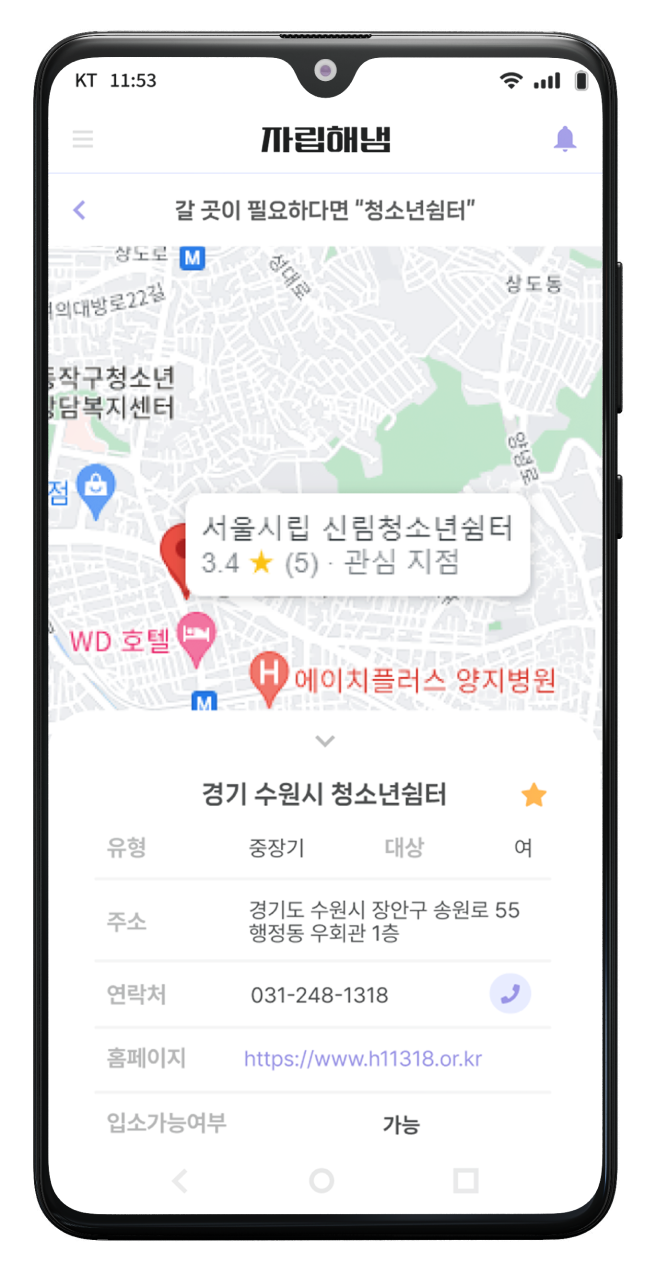 KT 11:53
자립해냄
갈 곳이 필요하다면 “청소년쉼터”
상도로
M
성대로
상도동
여의대방로22길
동작구청소년
상담복지센터
양녕로
점
서울시립 신림청소년쉼터
3.4 ★ (5) · 관심 지점
WD 호텔
H 에이치플러스 양지병원
M
경기 수원시 청소년쉼터
유형 중장기 대상 여
주소 경기도 수원시 장안구 송원로 55
행정동 우회관 1층
연락처 031-248-1318
홈페이지 https://www.h11318.or.kr
입소가능여부 가능